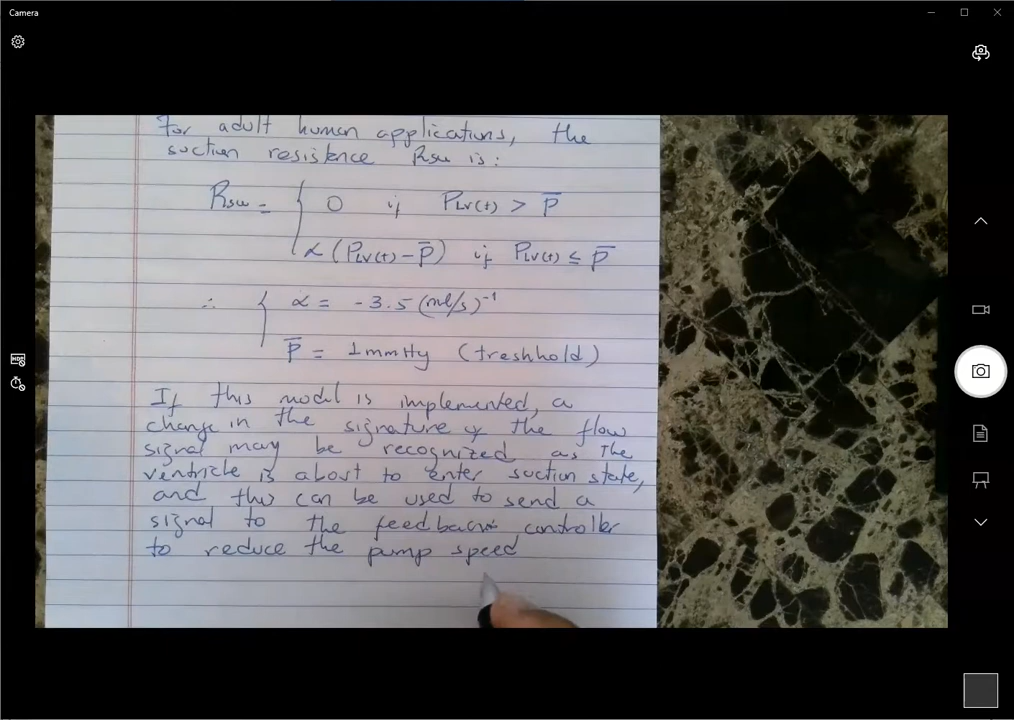 Camera
For adult human applications, the
suction resistence Rsu is:
Rsu = { 0 if PLV(t) > P̅
α (PLV(t) - P̅) if PLV(t) ≤ P̅
∴ { α = -3.5 (ml/s)⁻¹
P̅ = 1mmHg (treshhold)
If this model is implemented, a
change in the signature of the flow
signal may be recognized as the
ventricle is abost to enter suction state,
and this can be used to send a
signal to the feedback controller
to reduce the pump speed